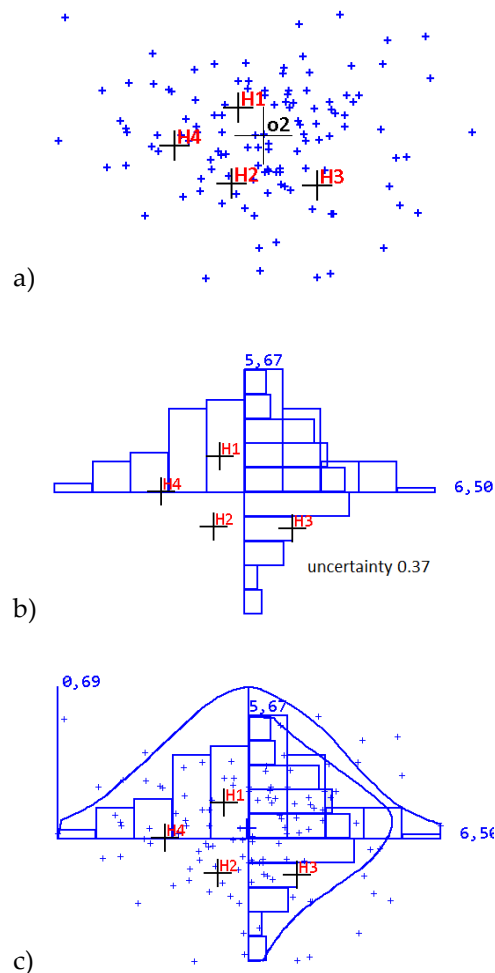 H1
o2
H4
H2
H3
a)
5,67
H1
H4
6,50
H2
H3
uncertainty 0.37
b)
0,69
5,67
H1
H4
6,56
H2
H3
c)